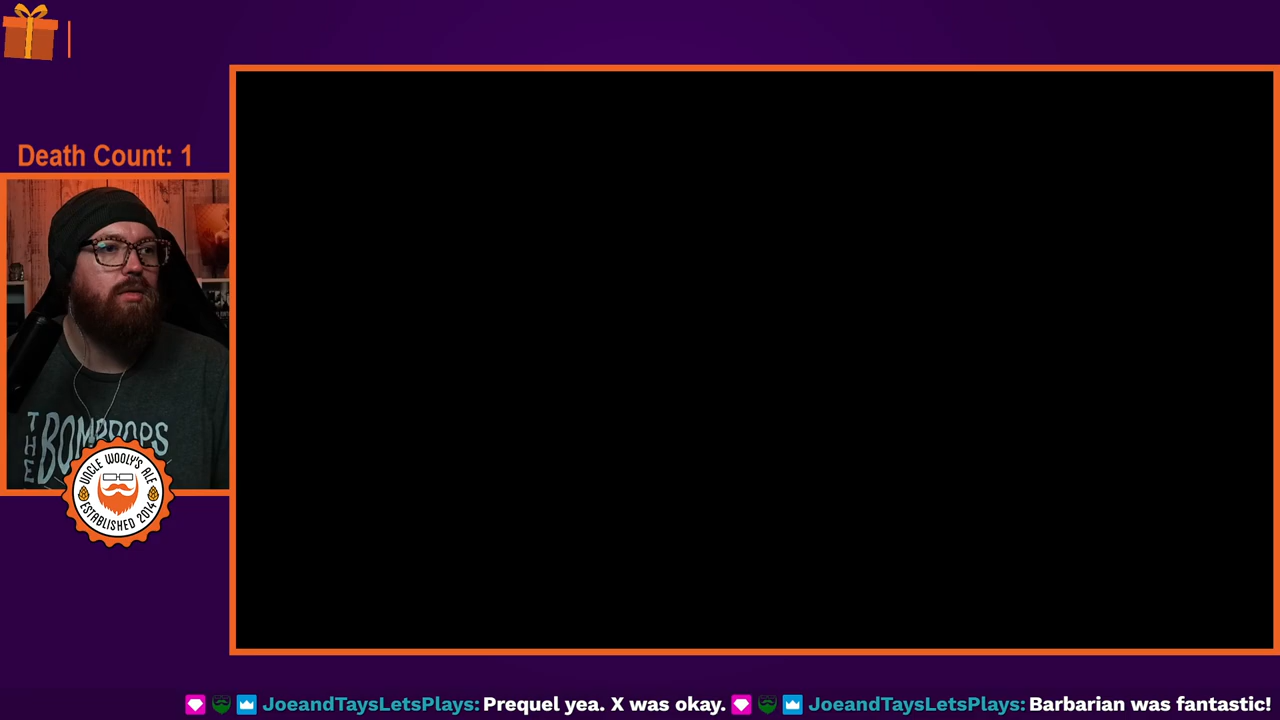 Death Count: 1
THE BOMBPOPS
UNCLE WOOLY'S ALE
ESTABLISHED 2014
JoeandTaysLetsPlays: Prequel yea. X was okay. JoeandTaysLetsPlays: Barbarian was fantastic!